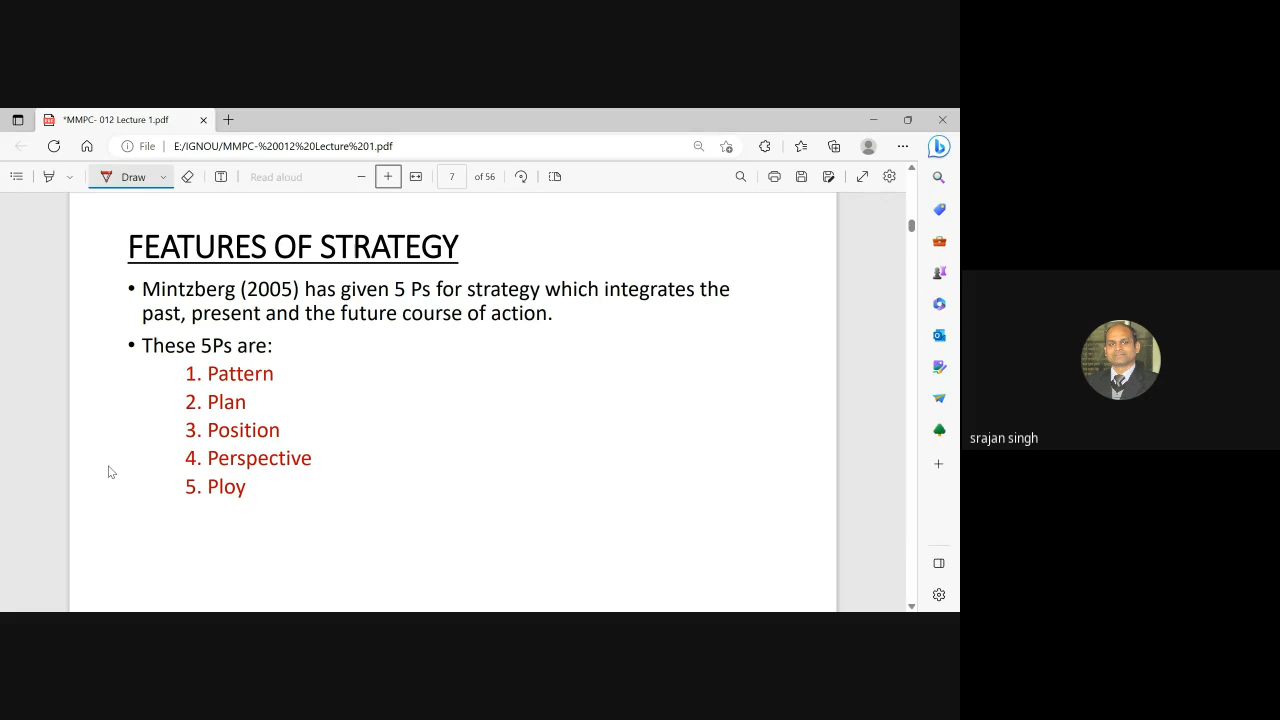 *MMPC- 012 Lecture 1.pdf
File
E:/IGNOU/MMPC-%20012%20Lecture%201.pdf
Draw
Read aloud
7
of 56
FEATURES OF STRATEGY
• Mintzberg (2005) has given 5 Ps for strategy which integrates the
past, present and the future course of action.
• These 5Ps are:
1. Pattern
2. Plan
3. Position
4. Perspective
5. Ploy
srajan singh